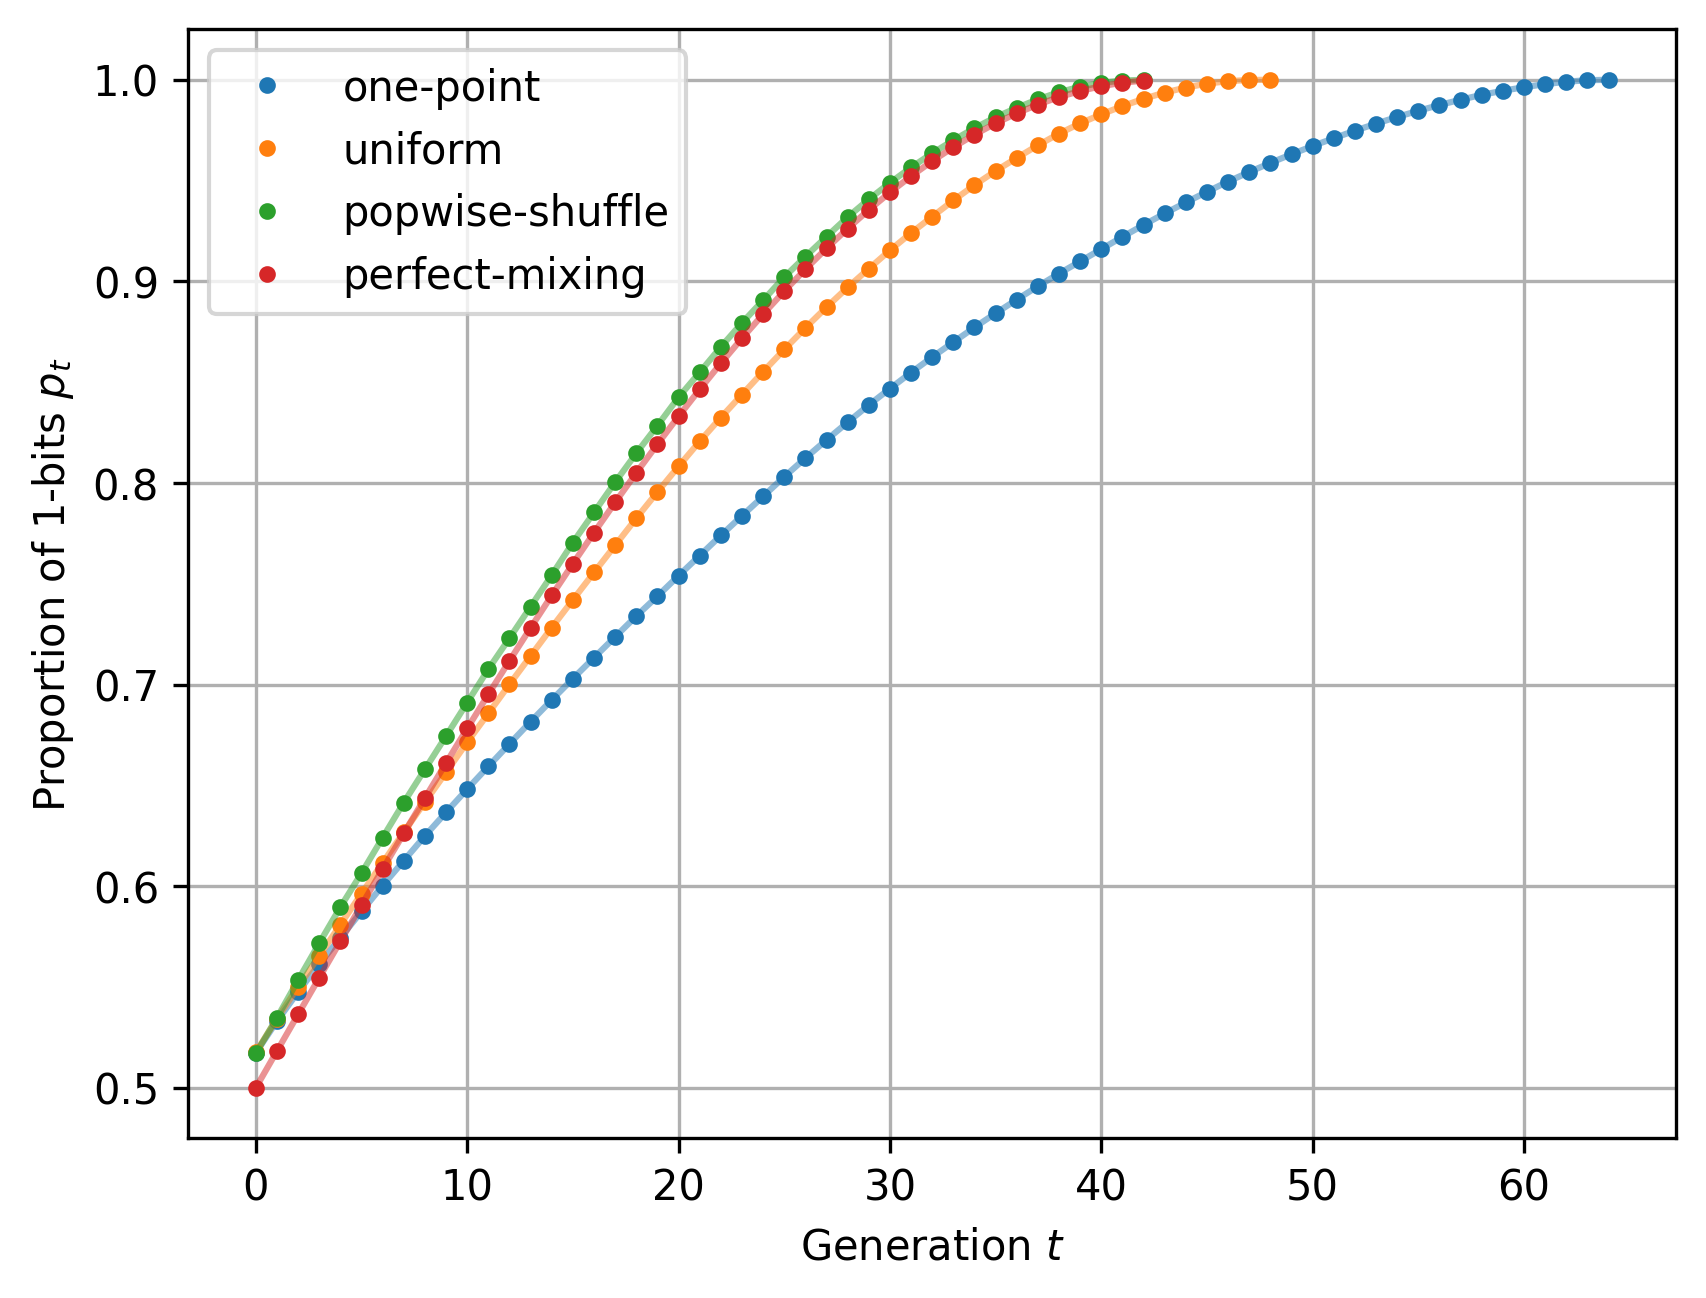 one-point
uniform
popwise-shuffle
perfect-mixing
Proportion of 1-bits pₜ
1.0
0.9
0.8
0.7
0.6
0.5
0 10 20 30 40 50 60
Generation t